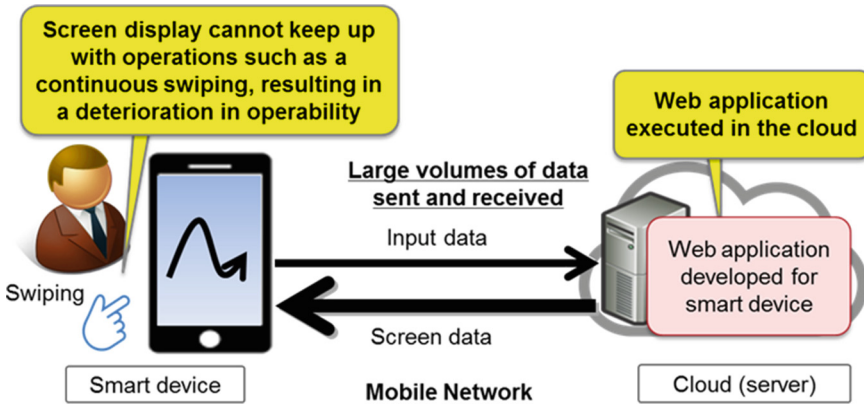 Screen display cannot keep up
with operations such as a
continuous swiping, resulting in
a deterioration in operability
Web application
executed in the cloud
Large volumes of data
sent and received
Input data
Web application
developed for
smart device
Swiping
Screen data
Smart device
Mobile Network
Cloud (server)